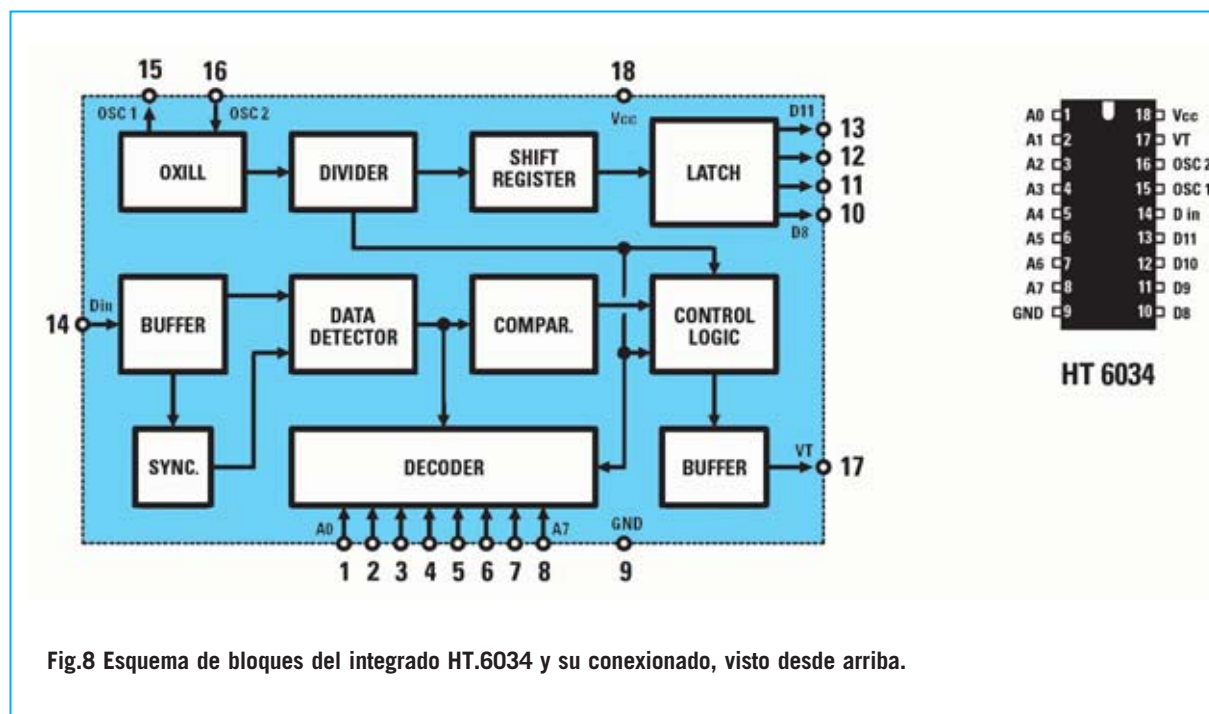 15 16 18
OSC 1 OSC 2 Vcc D11
OXILL
DIVIDER
SHIFT
REGISTER
LATCH
13
12
11
10
D8
14 Din
BUFFER
DATA
DETECTOR
COMPAR.
CONTROL
LOGIC
SYNC.
DECODER
BUFFER
VT
17
A0 A7 GND
1 2 3 4 5 6 7 8 9
A0 1 18 Vcc
A1 2 17 VT
A2 3 16 OSC 2
A3 4 15 OSC 1
A4 5 14 D in
A5 6 13 D11
A6 7 12 D10
A7 8 11 D9
GND 9 10 D8
HT 6034
Fig.8 Esquema de bloques del integrado HT.6034 y su conexionado, visto desde arriba.